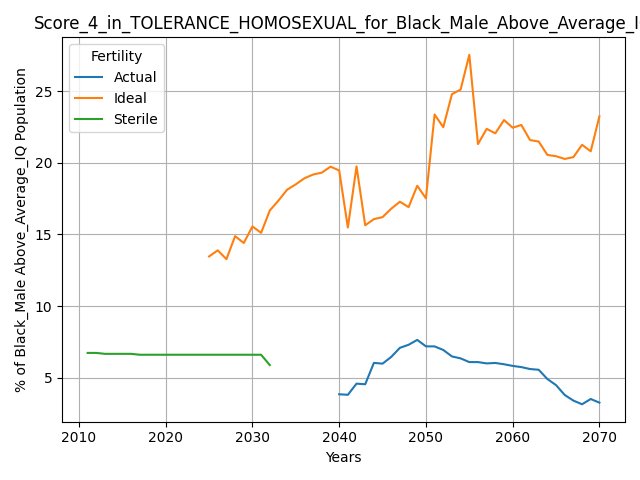 Score_4_in_TOLERANCE_HOMOSEXUAL_for_Black_Male_Above_Average_I
Fertility
Actual
Ideal
Sterile
% of Black_Male Above_Average_IQ Population
25
20
15
10
5
2010 2020 2030 2040 2050 2060 2070
Years